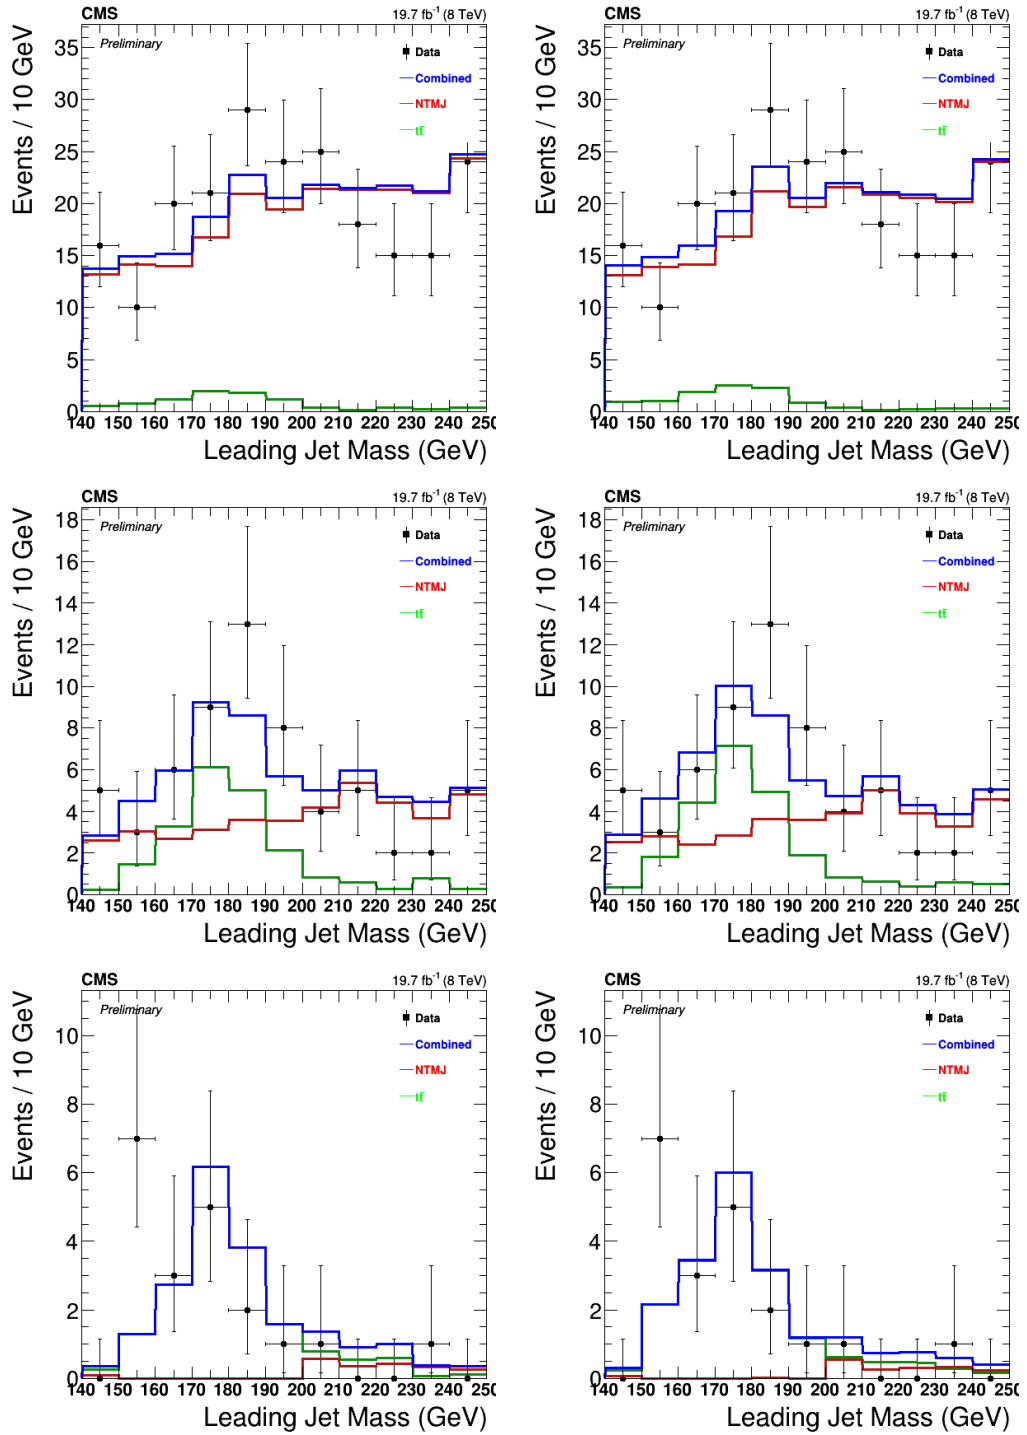 CMS 19.7 fb⁻¹ (8 TeV)
Preliminary
Data
Combined
NTMJ
tt̄
Events / 10 GeV
0 5 10 15 20 25 30 35
140 150 160 170 180 190 200 210 220 230 240 250
Leading Jet Mass (GeV)
CMS 19.7 fb⁻¹ (8 TeV)
Preliminary
Data
Combined
NTMJ
tt̄
Events / 10 GeV
0 5 10 15 20 25 30 35
140 150 160 170 180 190 200 210 220 230 240 250
Leading Jet Mass (GeV)
CMS 19.7 fb⁻¹ (8 TeV)
Preliminary
Data
Combined
NTMJ
tt̄
Events / 10 GeV
0 2 4 6 8 10 12 14 16 18
140 150 160 170 180 190 200 210 220 230 240 250
Leading Jet Mass (GeV)
CMS 19.7 fb⁻¹ (8 TeV)
Preliminary
Data
Combined
NTMJ
tt̄
Events / 10 GeV
0 2 4 6 8 10 12 14 16 18
140 150 160 170 180 190 200 210 220 230 240 250
Leading Jet Mass (GeV)
CMS 19.7 fb⁻¹ (8 TeV)
Preliminary
Data
Combined
NTMJ
tt̄
Events / 10 GeV
0 2 4 6 8 10
140 150 160 170 180 190 200 210 220 230 240 250
Leading Jet Mass (GeV)
CMS 19.7 fb⁻¹ (8 TeV)
Preliminary
Data
Combined
NTMJ
tt̄
Events / 10 GeV
0 2 4 6 8 10
140 150 160 170 180 190 200 210 220 230 240 250
Leading Jet Mass (GeV)